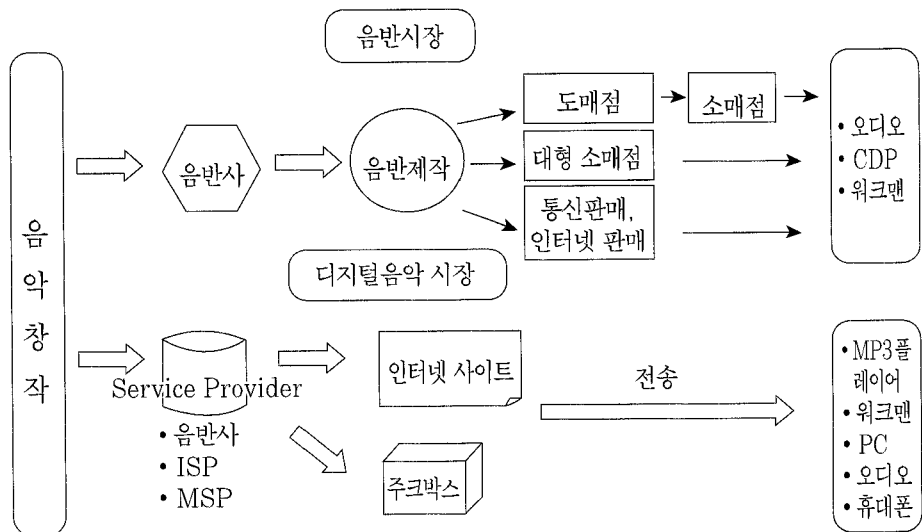 음반시장
음
악
창
작
음반사
음반제작
도매점
소매점
대형 소매점
통신판매,
인터넷 판매
• 오디오
• CDP
• 워크맨
디지털음악 시장
Service Provider
• 음반사
• ISP
• MSP
인터넷 사이트
주크박스
전송
• MP3플
레이어
• 워크맨
• PC
• 오디오
• 휴대폰